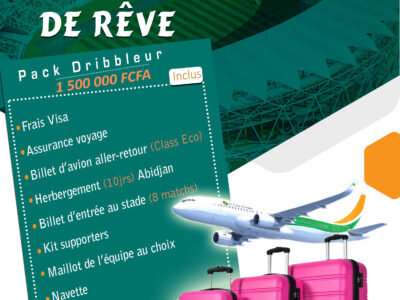 DE RÊVE
Pack Dribbleur
1 500 000 FCFA
Inclus
Frais Visa
Assurance voyage
Billet d'avion aller-retour (Class Eco)
Herbergement (10jrs) Abidjan
Billet d'entrée au stade (8 matchs)
Kit supporters
Maillot de l'équipe au choix
Navette